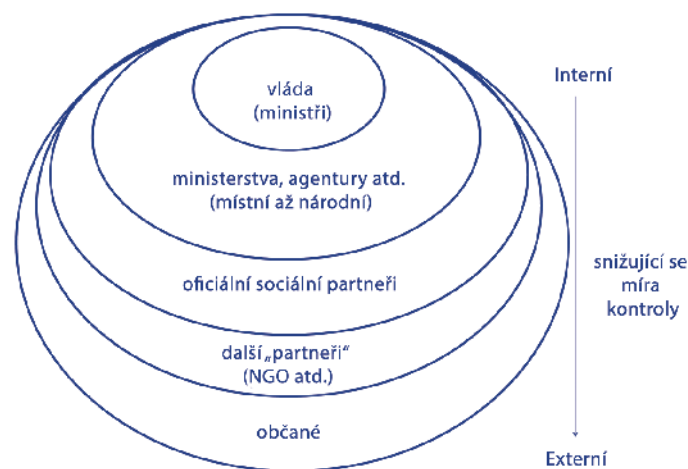 vláda
(ministři)
Interní
ministerstva, agentury atd.
(místní až národní)
oficiální sociální partneři
snižující se
míra
kontroly
další „partneři“
(NGO atd.)
občané
Externí